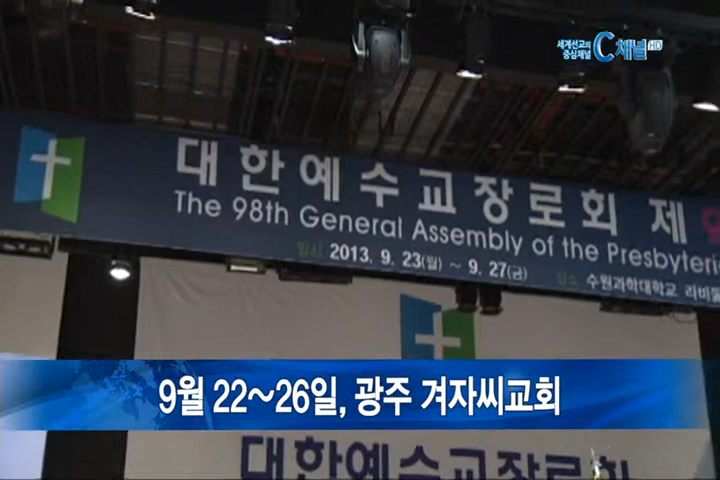 세계선교의
중심채널 C채널 HD
대한예수교장로회 제
The 98th General Assembly of the
일시 2013. 9. 23(월) ~ 9. 27(금) 장소 수원과학대학교
9월 22~26일, 광주 겨자씨교회
대한예수교장로회